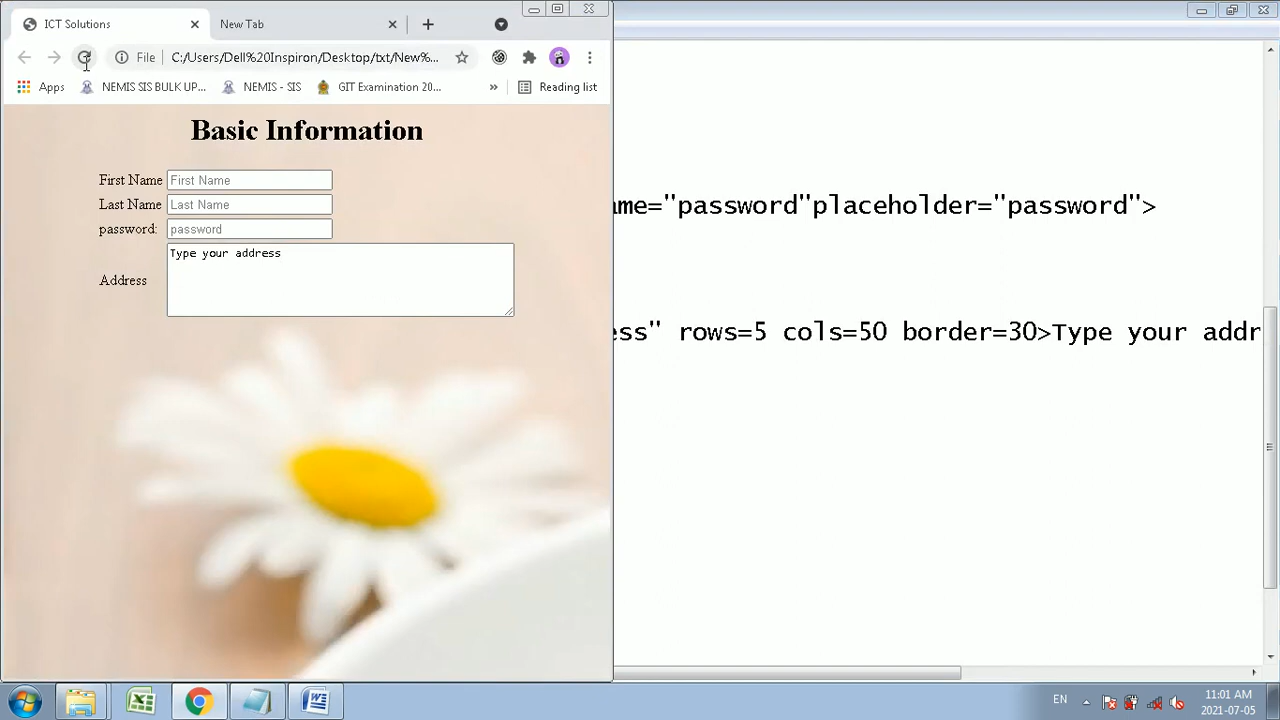 ICT Solutions
New Tab
File
C:/Users/Dell%20Inspiron/Desktop/txt/New%...
Apps
NEMIS SIS BULK UP...
NEMIS - SIS
GIT Examination 20...
»
Reading list
Basic Information
First Name First Name
Last Name Last Name
password: password
Address Type your address
ame="password"placeholder="password">
ess" rows=5 cols=50 border=30>Type your addr
EN
11:01 AM
2021-07-05